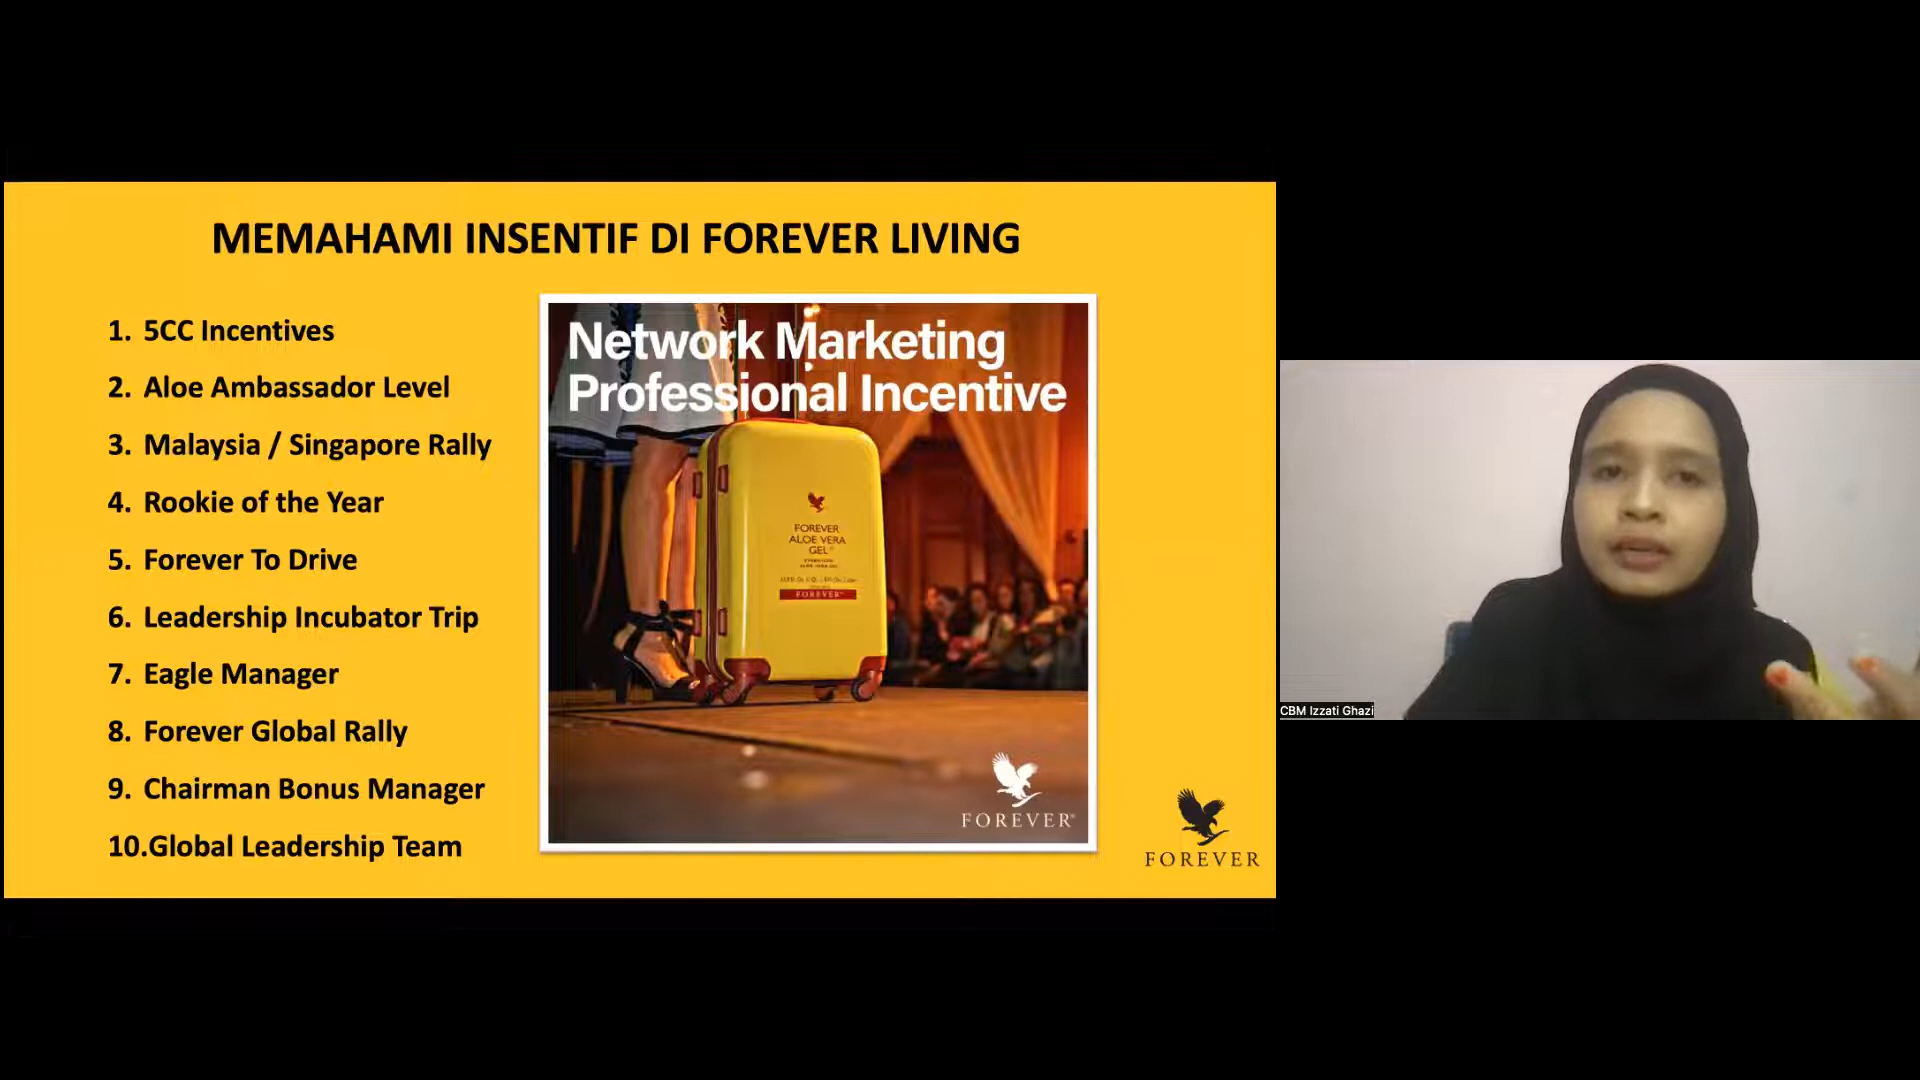 MEMAHAMI INSENTIF DI FOREVER LIVING
1. 5CC Incentives
2. Aloe Ambassador Level
3. Malaysia / Singapore Rally
4. Rookie of the Year
5. Forever To Drive
6. Leadership Incubator Trip
7. Eagle Manager
8. Forever Global Rally
9. Chairman Bonus Manager
10.Global Leadership Team
Network Marketing
Professional Incentive
FOREVER
ALOE VERA
GEL
FOREVER
FOREVER
FOREVER
CBM Izzati Ghazi